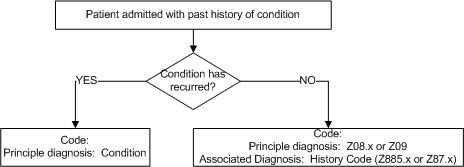 Patient admitted with past history of condition
Condition has
recurred?
YES
NO
Code:
Principle diagnosis: Condition
Code:
Principle diagnosis: Z08.x or Z09
Associated Diagnosis: History Code (Z885.x or Z87.x)